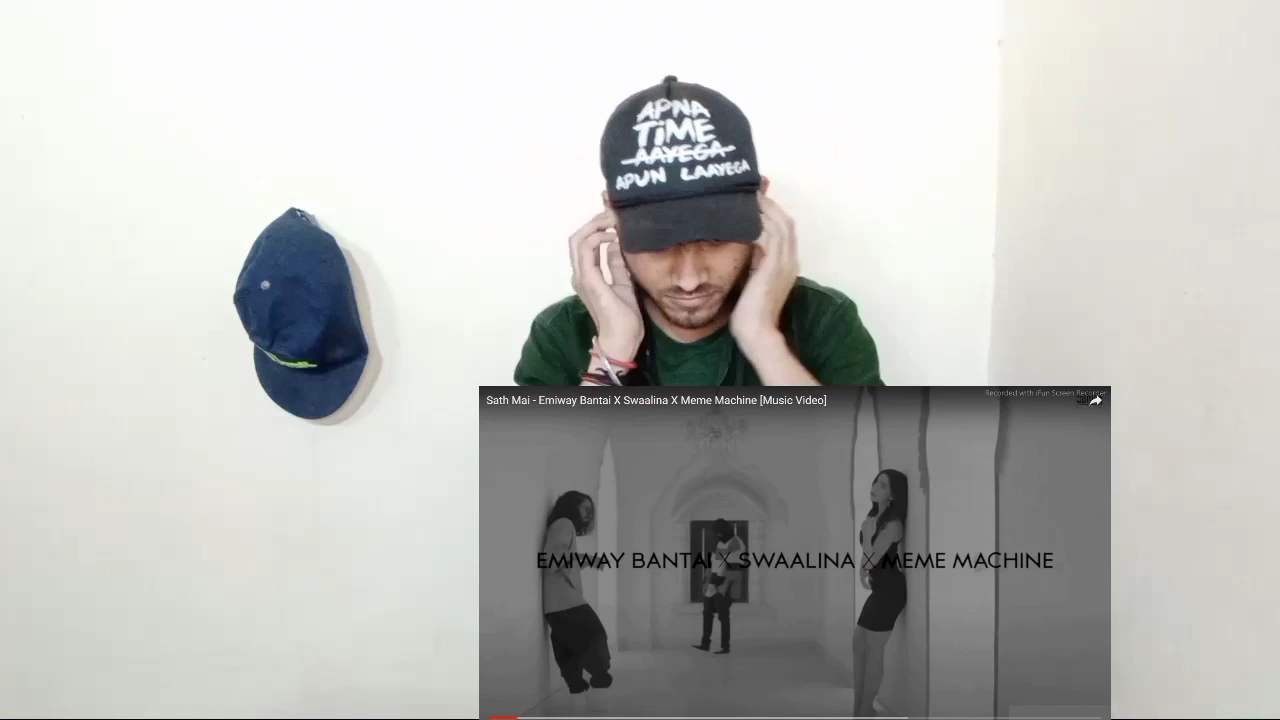 APNA
TiME
AAYEGA
APUN LAAYEGA
Recorded with iFun Screen Recorder
Sath Mai - Emiway Bantai X Swaalina X Meme Machine [Music Video]
EMIWAY BANTAI X SWAALINA X MEME MACHINE